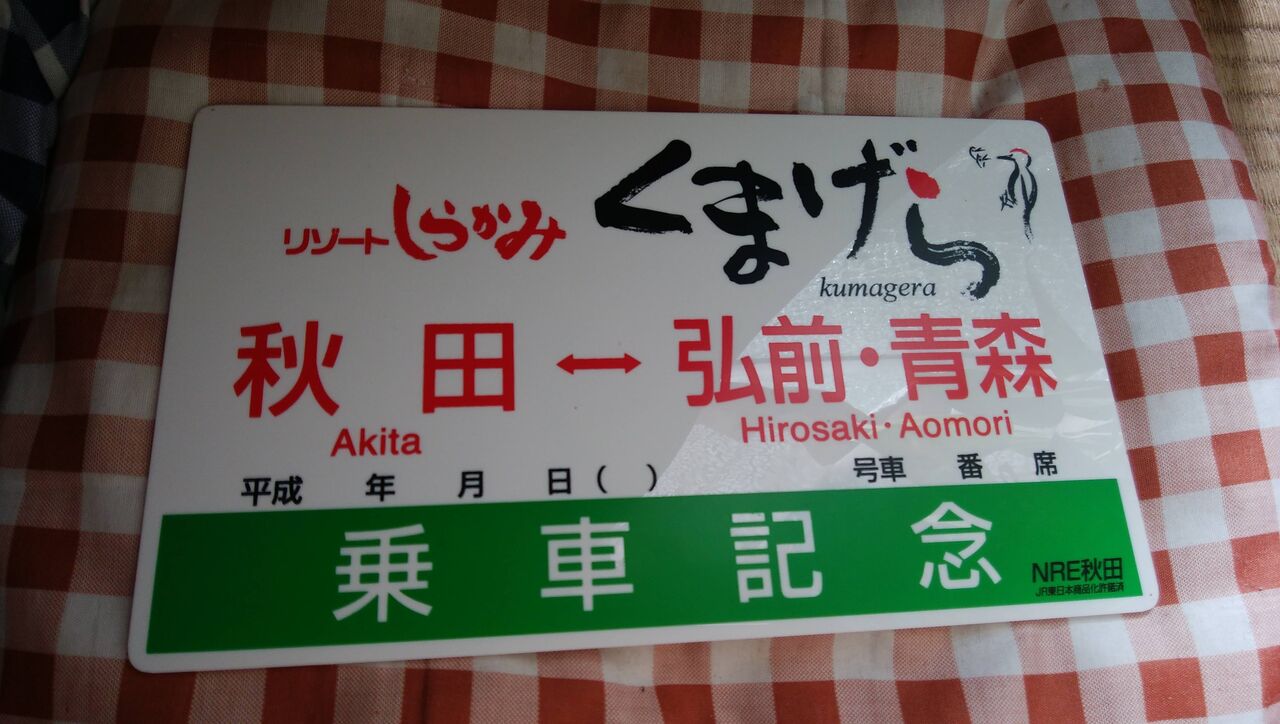 リゾートしらかみ くまげら
kumagera
秋田↔弘前・青森
Akita Hirosaki・Aomori
平成 年 月 日( ) 号車 番 席
乗車記念
NRE秋田
JR東日本商品化許諾済